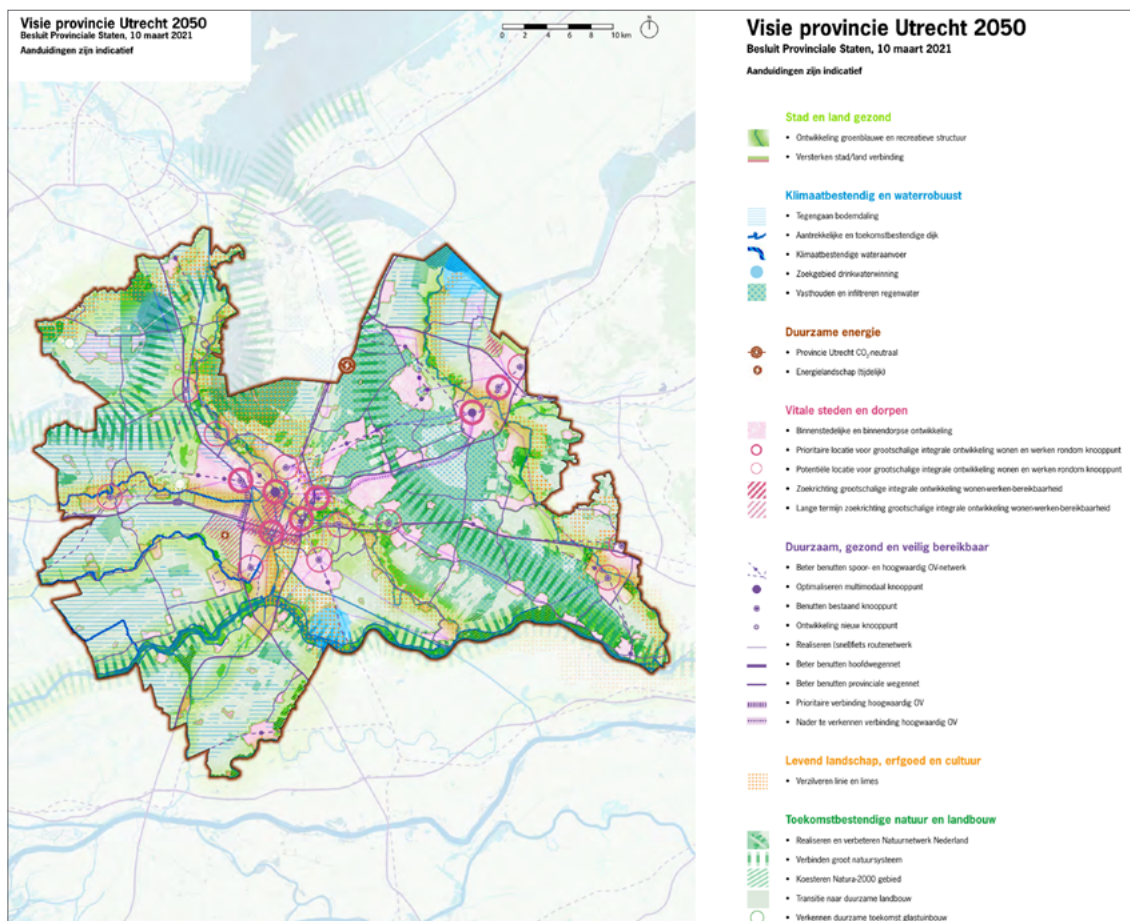 Visie provincie Utrecht 2050
Besluit Provinciale Staten, 10 maart 2021
Aanduidingen zijn indicatief
0 2 4 6 8 10 km
N
Visie provincie Utrecht 2050
Besluit Provinciale Staten, 10 maart 2021
Aanduidingen zijn indicatief
Stad en land gezond
• Ontwikkeling groenblauwe en recreatieve structuur
• Versterken stad/land verbinding
Klimaatbestendig en waterrobuust
• Tegengaan bodemdaling
• Aantrekkelijke en toekomstbestendige dijk
• Klimaatbestendige wateraanvoer
• Zoekgebied drinkwaterwinning
• Vasthouden en infiltreren regenwater
Duurzame energie
• Provincie Utrecht CO₂-neutraal
• Energielandschap (tijdelijk)
Vitale steden en dorpen
• Binnenstedelijke en binnendorpse ontwikkeling
• Prioritaire locatie voor grootschalige integrale ontwikkeling wonen en werken rondom knooppunt
• Potentiële locatie voor grootschalige integrale ontwikkeling wonen en werken rondom knooppunt
• Zoekrichting grootschalige integrale ontwikkeling wonen-werken-bereikbaarheid
• Lange termijn zoekrichting grootschalige integrale ontwikkeling wonen-werken-bereikbaarheid
Duurzaam, gezond en veilig bereikbaar
• Beter benutten spoor- en hoogwaardig OV-netwerk
• Optimaliseren multimodaal knooppunt
• Benutten bestaand knooppunt
• Ontwikkeling nieuw knooppunt
• Realiseren (snel)fiets routenetwerk
• Beter benutten hoofdwegennet
• Beter benutten provinciale wegennet
• Prioritaire verbinding hoogwaardig OV
• Nader te verkennen verbinding hoogwaardig OV
Levend landschap, erfgoed en cultuur
• Verzilveren linie en limes
Toekomstbestendige natuur en landbouw
• Realiseren en verbeteren Natuurnetwerk Nederland
• Verbinden groot natuursysteem
• Koesteren Natura-2000 gebied
• Transitie naar duurzame landbouw
• Verkennen duurzame toekomst glastuinbouw